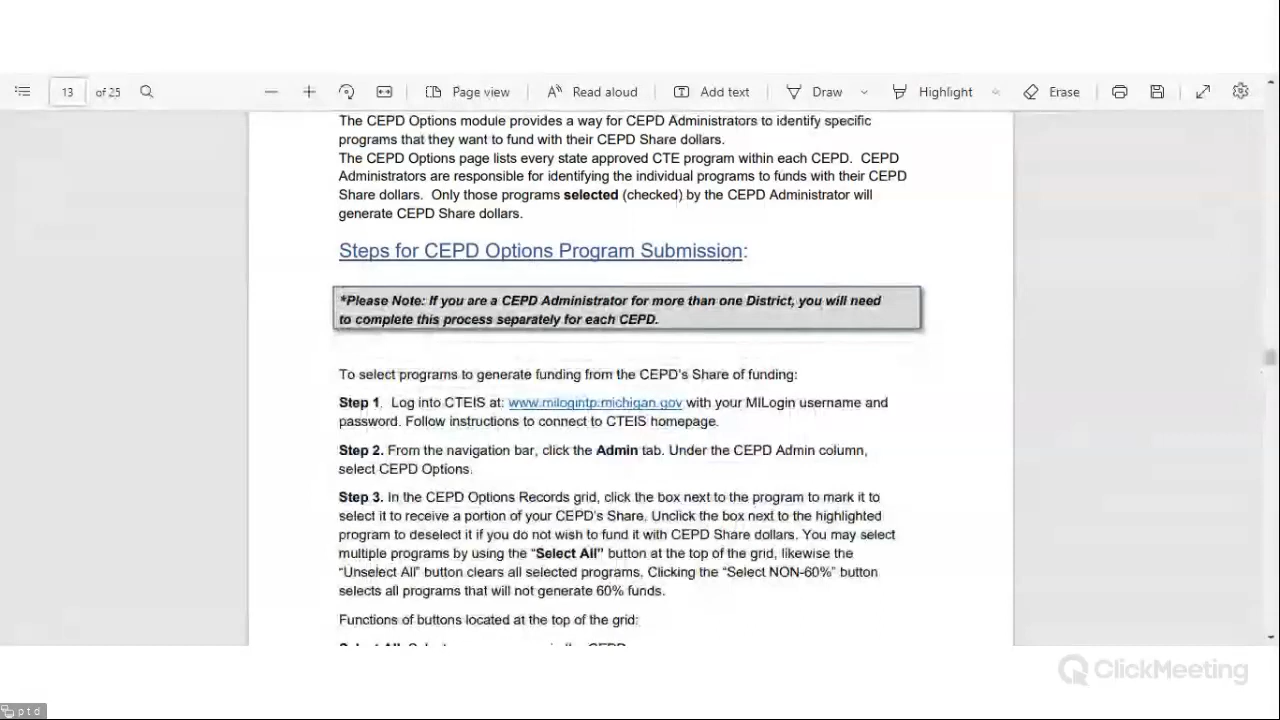 13 of 25 Page view Read aloud Add text Draw Highlight Erase
The CEPD Options module provides a way for CEPD Administrators to identify specific
programs that they want to fund with their CEPD Share dollars.
The CEPD Options page lists every state approved CTE program within each CEPD. CEPD
Administrators are responsible for identifying the individual programs to funds with their CEPD
Share dollars. Only those programs selected (checked) by the CEPD Administrator will
generate CEPD Share dollars.
Steps for CEPD Options Program Submission:
*Please Note: If you are a CEPD Administrator for more than one District, you will need
to complete this process separately for each CEPD.
To select programs to generate funding from the CEPD's Share of funding:
Step 1. Log into CTEIS at: www.milogintp.michigan.gov with your MILogin username and
password. Follow instructions to connect to CTEIS homepage.
Step 2. From the navigation bar, click the Admin tab. Under the CEPD Admin column,
select CEPD Options.
Step 3. In the CEPD Options Records grid, click the box next to the program to mark it to
select it to receive a portion of your CEPD's Share. Unclick the box next to the highlighted
program to deselect it if you do not wish to fund it with CEPD Share dollars. You may select
multiple programs by using the “Select All” button at the top of the grid, likewise the
“Unselect All” button clears all selected programs. Clicking the “Select NON-60%” button
selects all programs that will not generate 60% funds.
Functions of buttons located at the top of the grid:
ClickMeeting
ptd